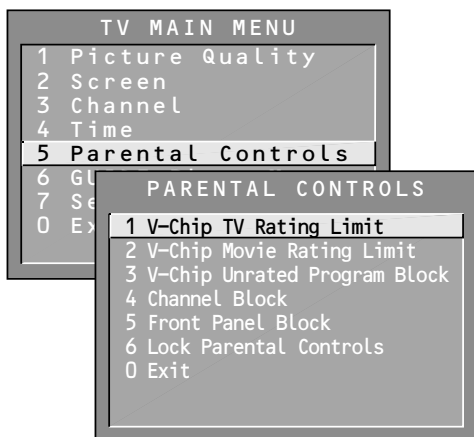 TV MAIN MENU
1 Picture Quality
2 Screen
3 Channel
4 Time
5 Parental Controls
6
7
0
PARENTAL CONTROLS
1 V-Chip TV Rating Limit
2 V-Chip Movie Rating Limit
3 V-Chip Unrated Program Block
4 Channel Block
5 Front Panel Block
6 Lock Parental Controls
0 Exit